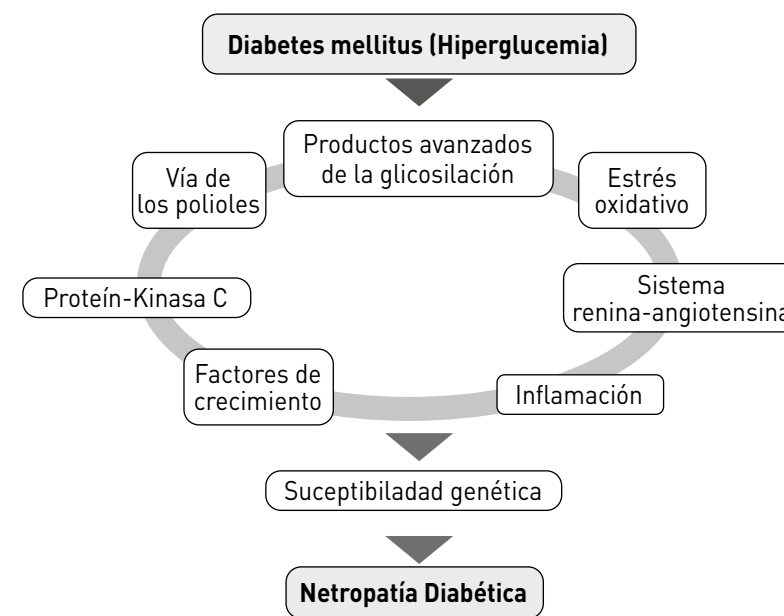 Diabetes mellitus (Hiperglucemia)
Productos avanzados
de la glicosilación
Vía de
los polioles
Estrés
oxidativo
Proteín-Kinasa C
Sistema
renina-angiotensina
Factores de
crecimiento
Inflamación
Suceptibiladad genética
Netropatía Diabética